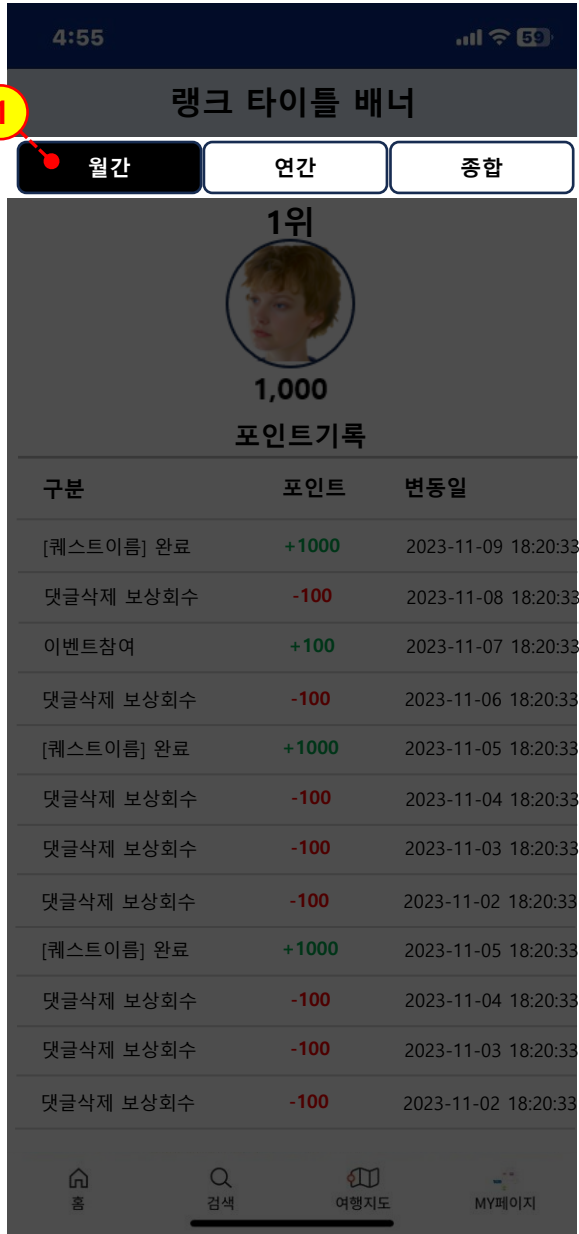 4:55 59
랭크 타이틀 배너
1
월간 연간 종합
1위
1,000
포인트기록
구분 포인트 변동일
[퀘스트이름] 완료 +1000 2023-11-09 18:20:33
댓글삭제 보상회수 -100 2023-11-08 18:20:33
이벤트참여 +100 2023-11-07 18:20:33
댓글삭제 보상회수 -100 2023-11-06 18:20:33
[퀘스트이름] 완료 +1000 2023-11-05 18:20:33
댓글삭제 보상회수 -100 2023-11-04 18:20:33
댓글삭제 보상회수 -100 2023-11-03 18:20:33
댓글삭제 보상회수 -100 2023-11-02 18:20:33
[퀘스트이름] 완료 +1000 2023-11-05 18:20:33
댓글삭제 보상회수 -100 2023-11-04 18:20:33
댓글삭제 보상회수 -100 2023-11-03 18:20:33
댓글삭제 보상회수 -100 2023-11-02 18:20:33
홈 검색 여행지도 MY페이지